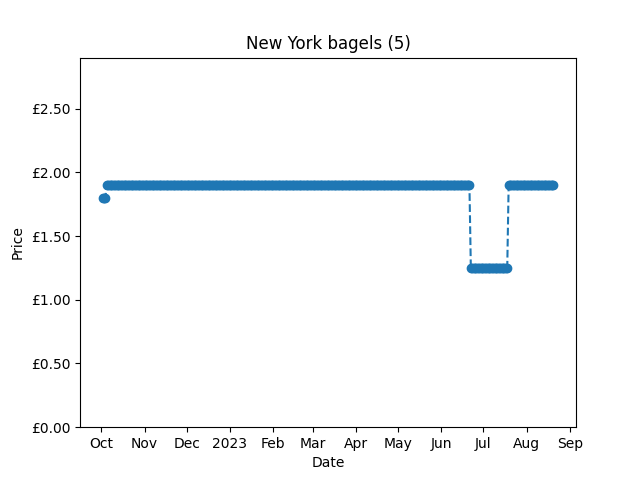 New York bagels (5)
£2.50
£2.00
£1.50
£1.00
£0.50
£0.00
Price
Oct Nov Dec 2023 Feb Mar Apr May Jun Jul Aug Sep
Date